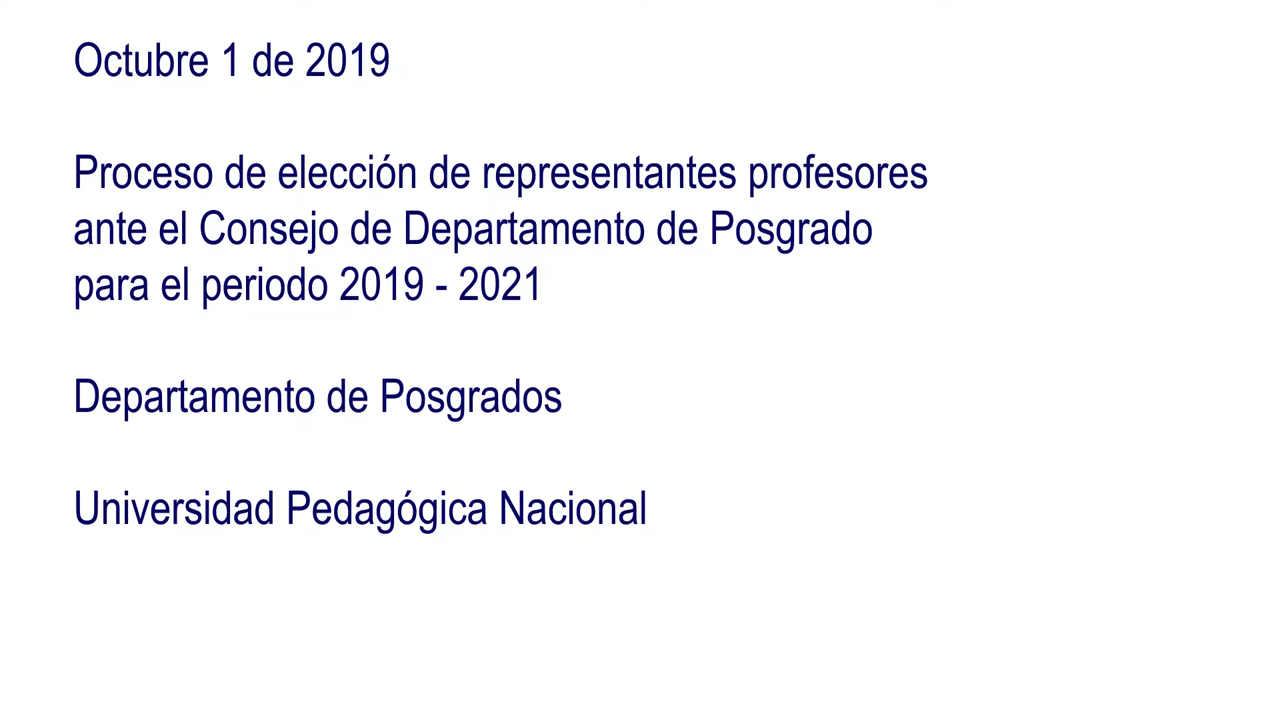 Octubre 1 de 2019
Proceso de elección de representantes profesores
ante el Consejo de Departamento de Posgrado
para el periodo 2019 - 2021
Departamento de Posgrados
Universidad Pedagógica Nacional